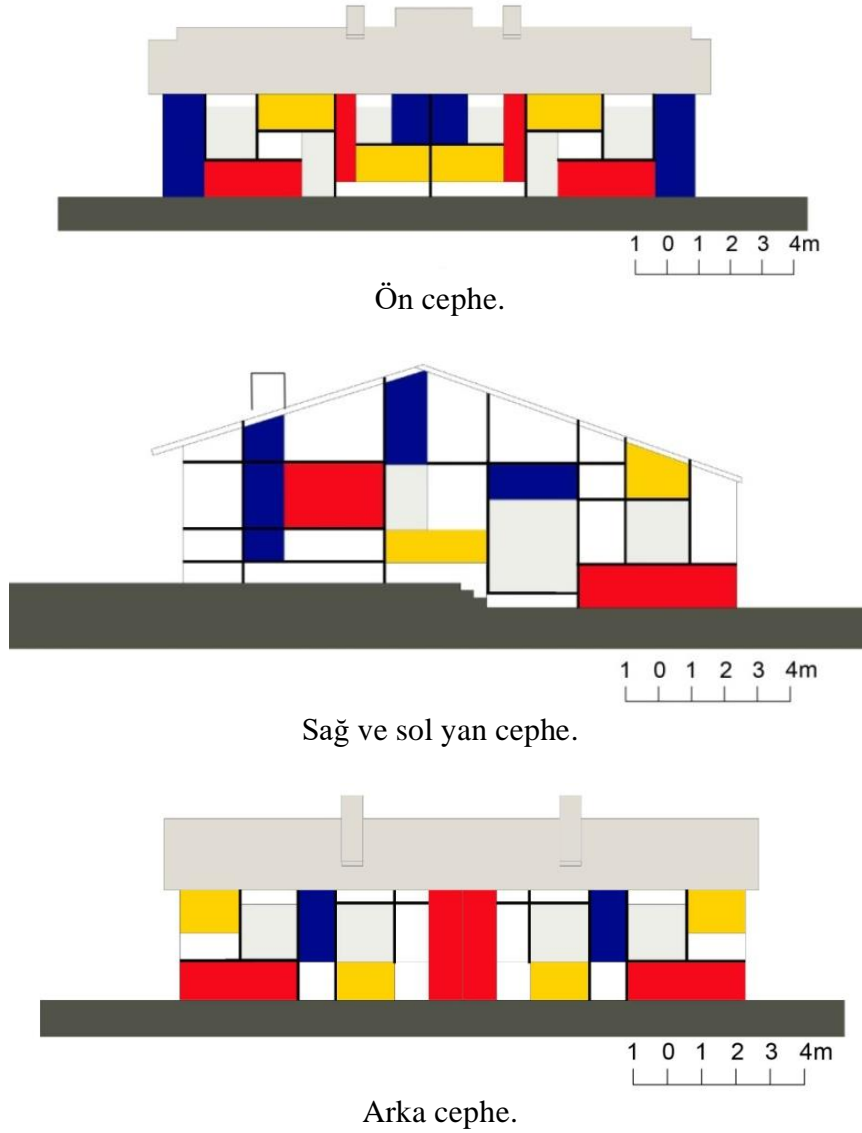 1 0 1 2 3 4m
Ön cephe.
1 0 1 2 3 4m
Sağ ve sol yan cephe.
1 0 1 2 3 4m
Arka cephe.